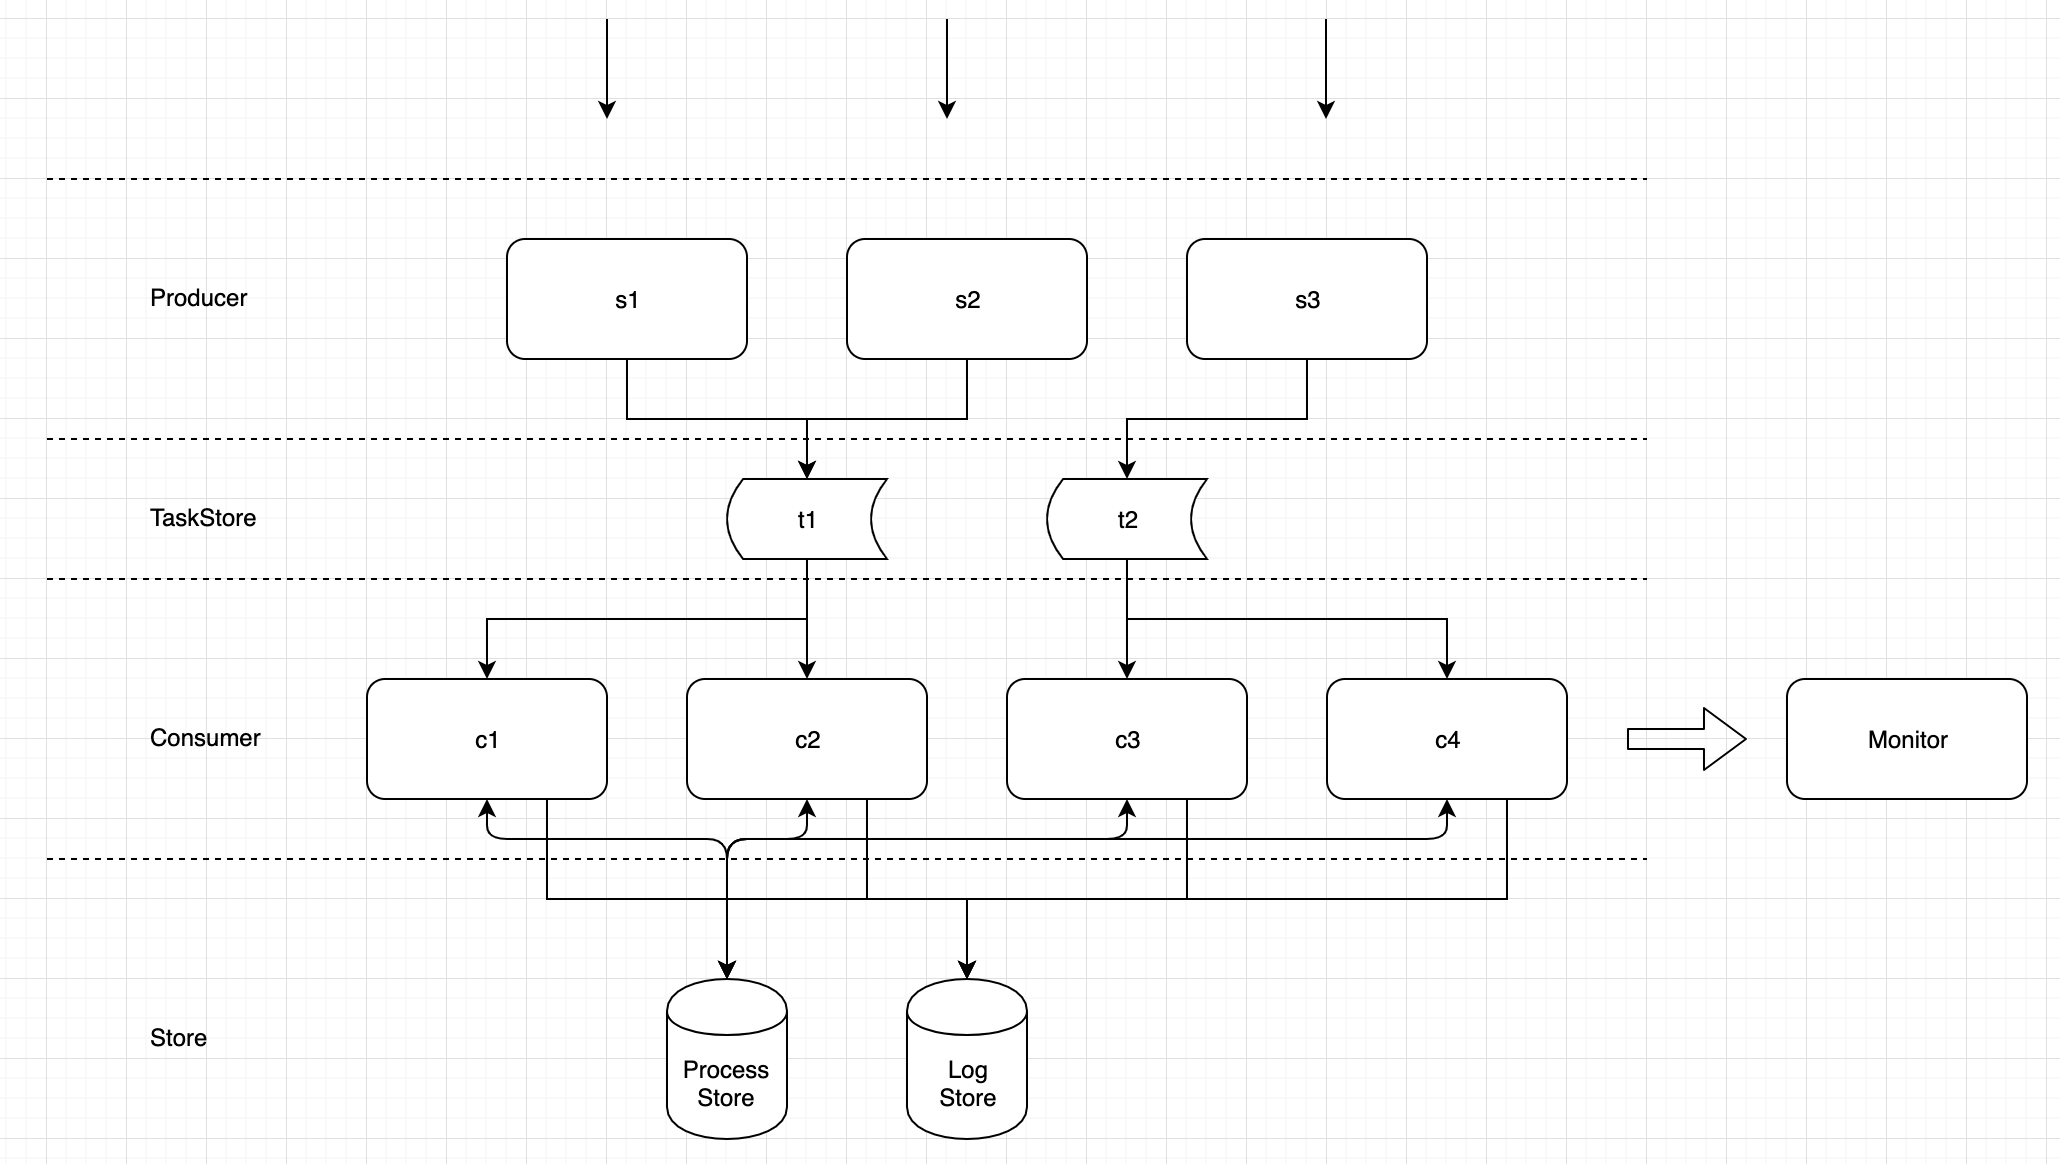 Producer
s1
s2
s3
TaskStore
t1
t2
Consumer
c1
c2
c3
c4
Monitor
Store
Process
Store
Log
Store